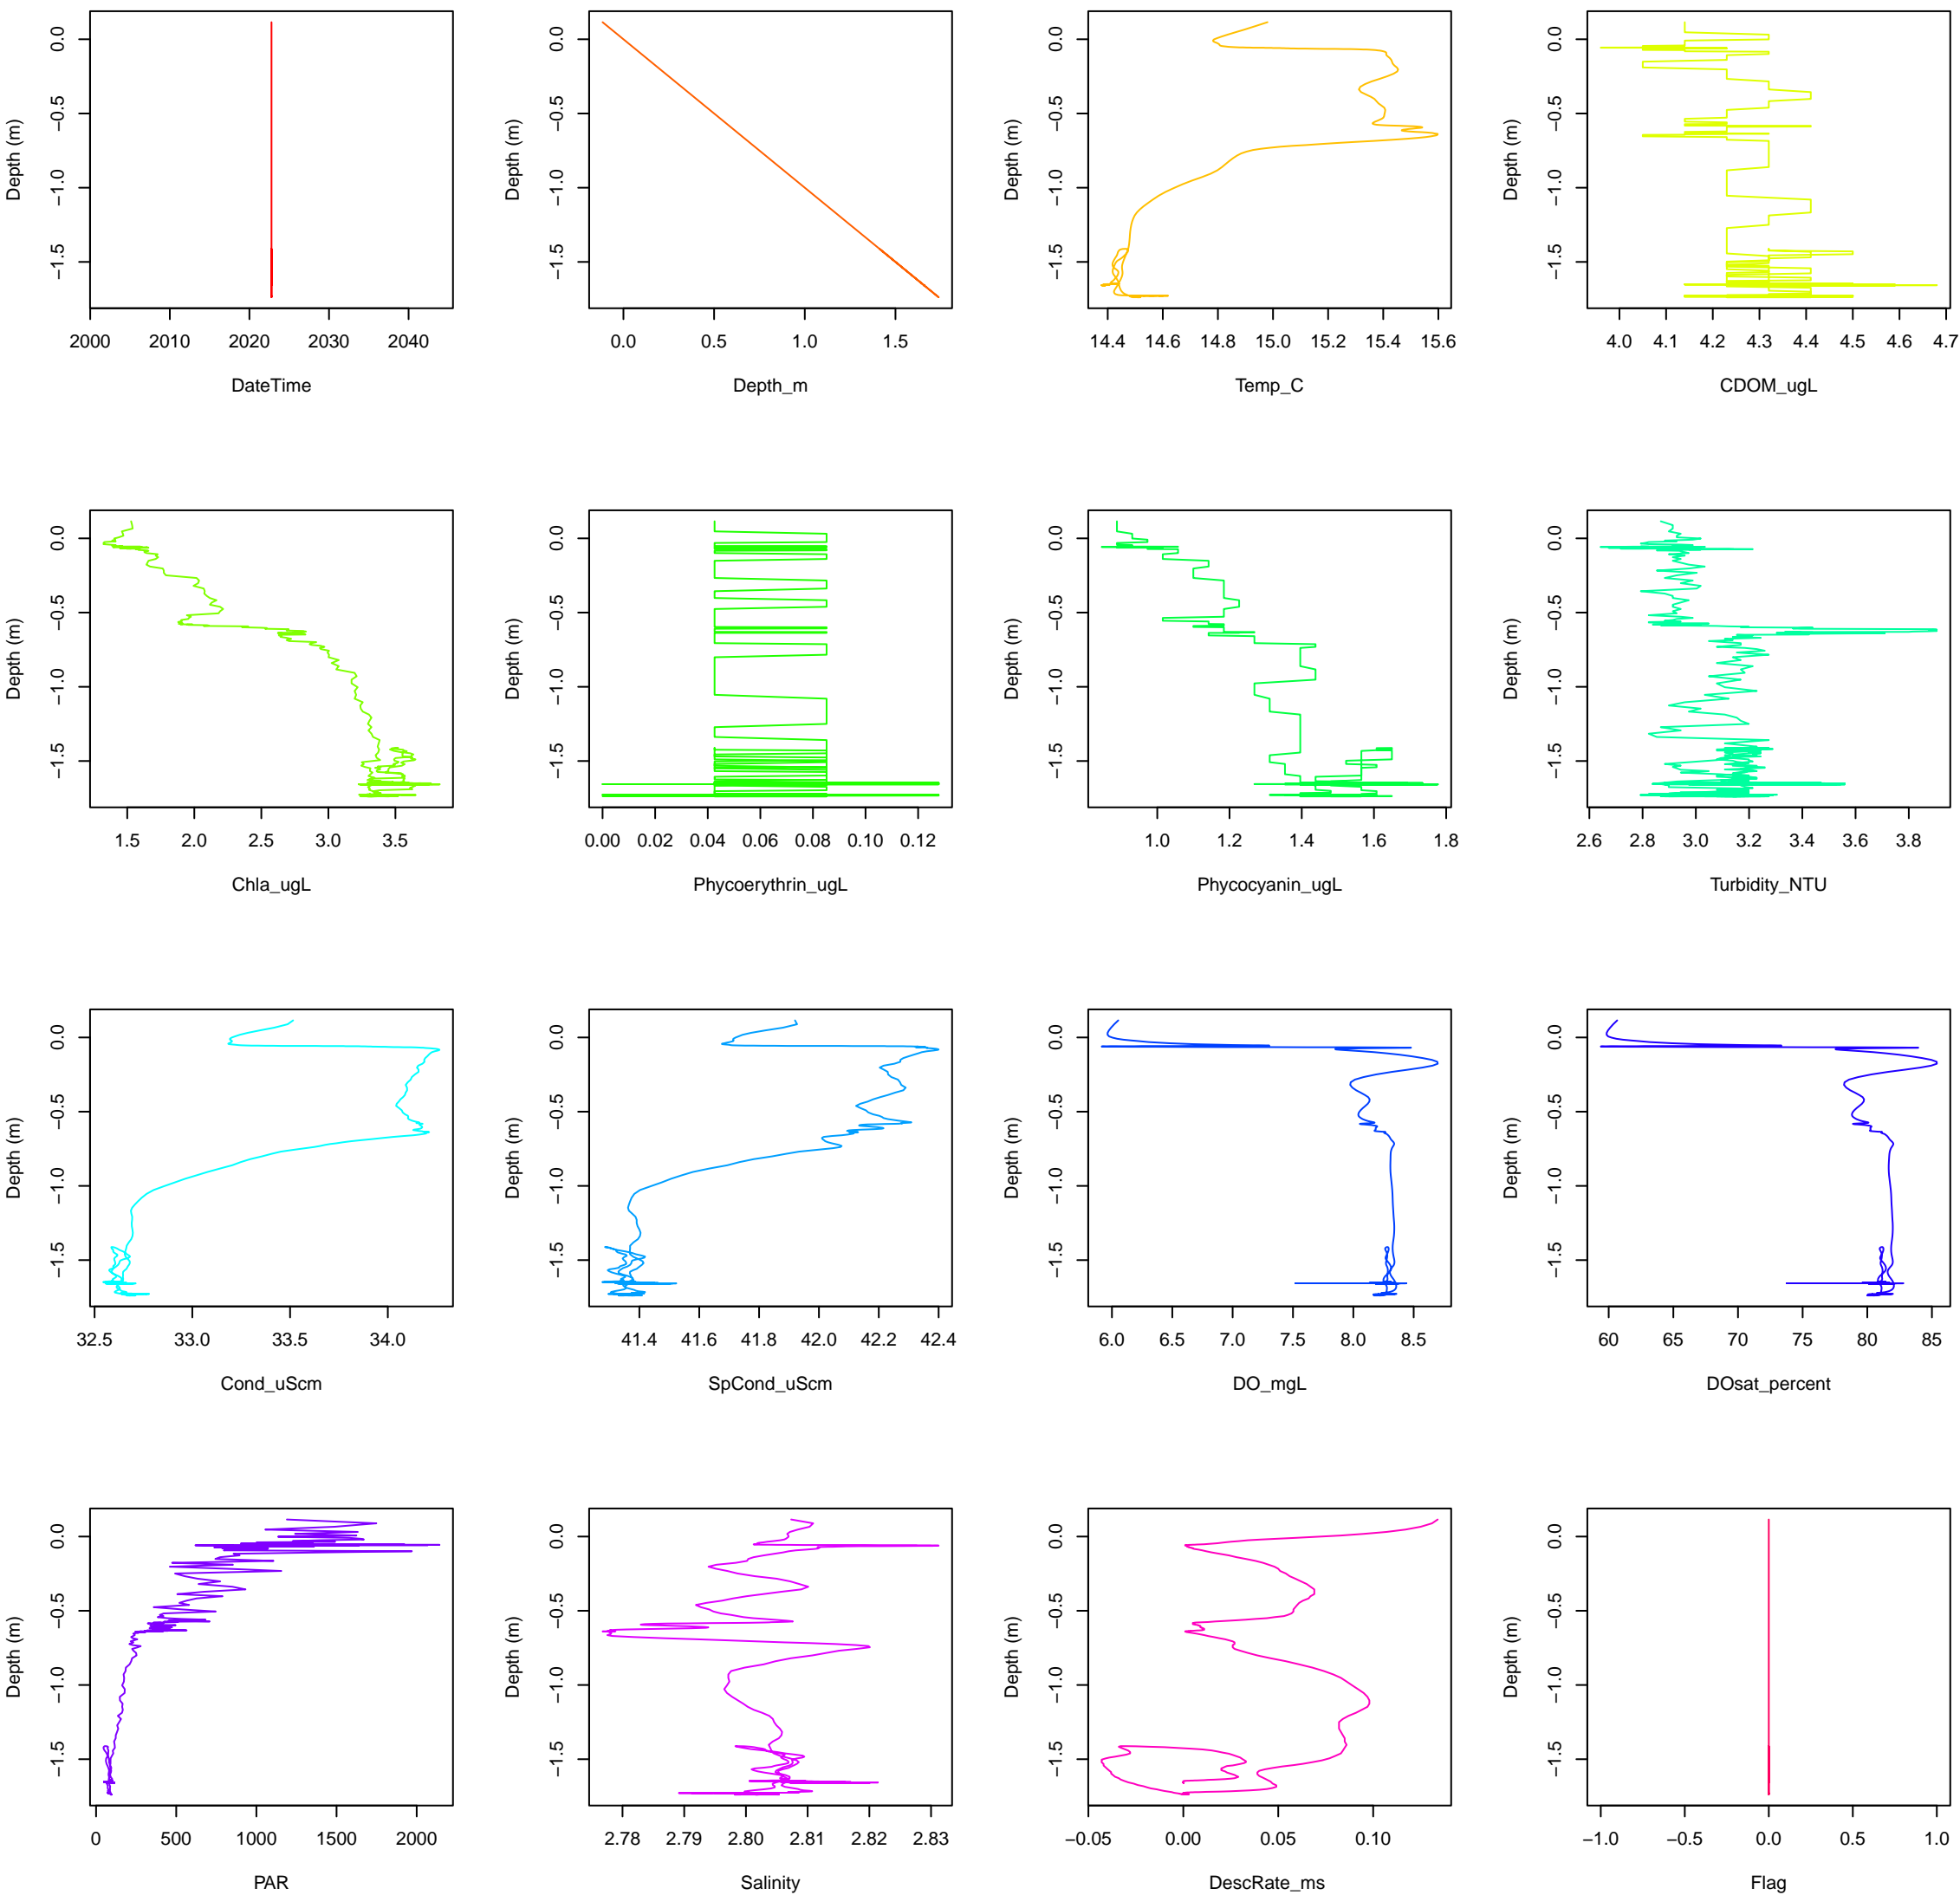 Depth (m)
0.0
−0.5
−1.0
−1.5
2000 2010 2020 2030 2040
DateTime
Depth (m)
0.0
−0.5
−1.0
−1.5
0.0 0.5 1.0 1.5
Depth_m
Depth (m)
0.0
−0.5
−1.0
−1.5
14.4 14.6 14.8 15.0 15.2 15.4 15.6
Temp_C
Depth (m)
0.0
−0.5
−1.0
−1.5
4.0 4.1 4.2 4.3 4.4 4.5 4.6 4.7
CDOM_ugL
Depth (m)
0.0
−0.5
−1.0
−1.5
1.5 2.0 2.5 3.0 3.5
Chla_ugL
Depth (m)
0.0
−0.5
−1.0
−1.5
0.00 0.02 0.04 0.06 0.08 0.10 0.12
Phycoerythrin_ugL
Depth (m)
0.0
−0.5
−1.0
−1.5
1.0 1.2 1.4 1.6 1.8
Phycocyanin_ugL
Depth (m)
0.0
−0.5
−1.0
−1.5
2.6 2.8 3.0 3.2 3.4 3.6 3.8
Turbidity_NTU
Depth (m)
0.0
−0.5
−1.0
−1.5
32.5 33.0 33.5 34.0
Cond_uScm
Depth (m)
0.0
−0.5
−1.0
−1.5
41.4 41.6 41.8 42.0 42.2 42.4
SpCond_uScm
Depth (m)
0.0
−0.5
−1.0
−1.5
6.0 6.5 7.0 7.5 8.0 8.5
DO_mgL
Depth (m)
0.0
−0.5
−1.0
−1.5
60 65 70 75 80 85
DOsat_percent
Depth (m)
0.0
−0.5
−1.0
−1.5
0 500 1000 1500 2000
PAR
Depth (m)
0.0
−0.5
−1.0
−1.5
2.78 2.79 2.80 2.81 2.82 2.83
Salinity
Depth (m)
0.0
−0.5
−1.0
−1.5
−0.05 0.00 0.05 0.10
DescRate_ms
Depth (m)
0.0
−0.5
−1.0
−1.5
−1.0 −0.5 0.0 0.5 1.0
Flag